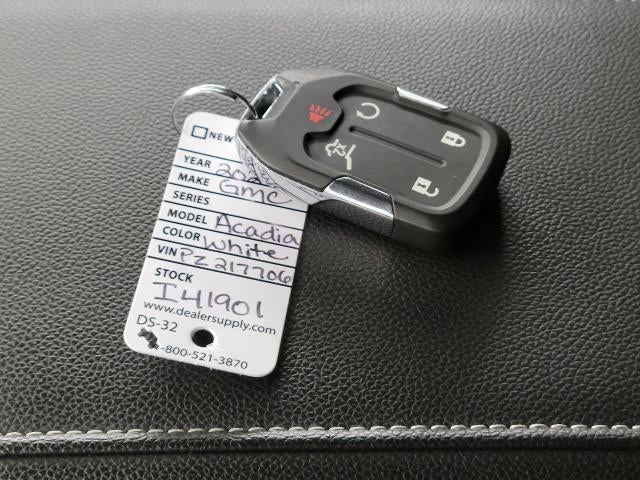 NEW
YEAR
MAKE GMC
SERIES
MODEL Acadia
COLOR White
VIN PZ217706
STOCK
I41901
www.dealersupply.com
DS-32
-800-521-3870
X2